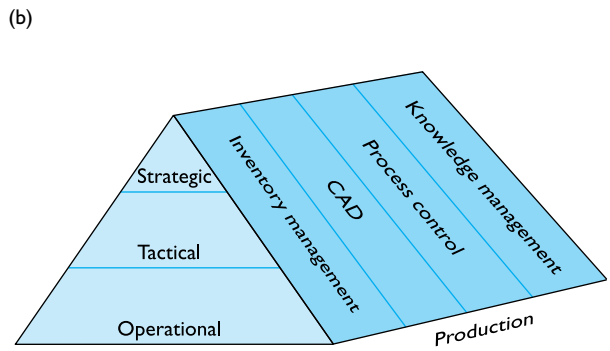 (b)
Strategic
Tactical
Operational
Inventory management
CAD
Process control
Knowledge management
Production